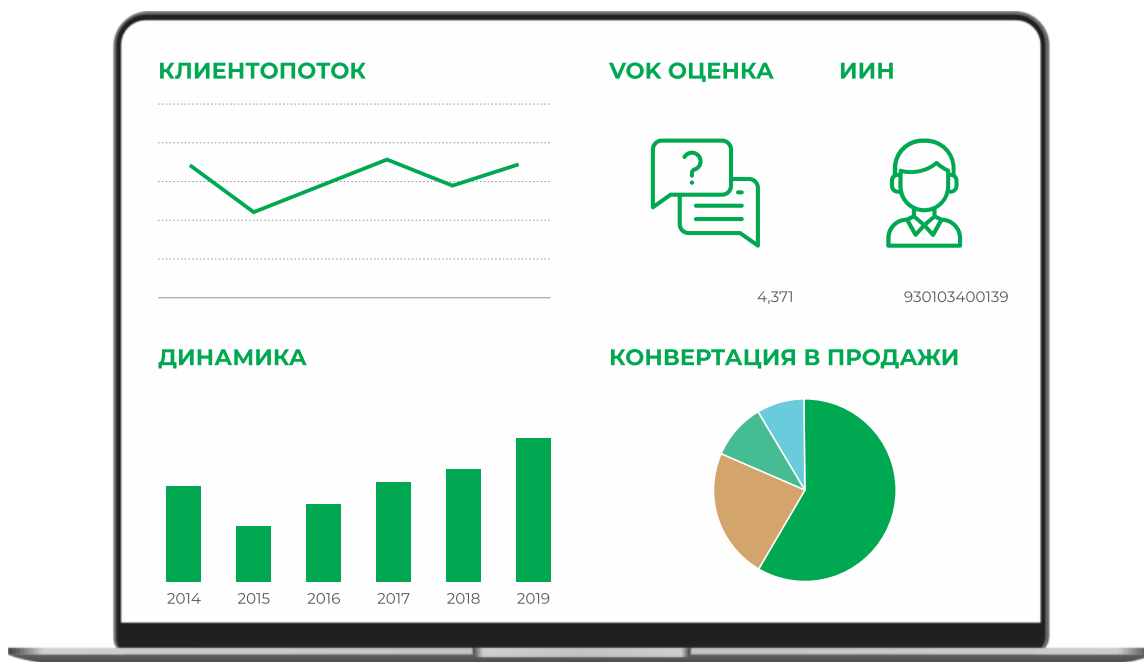 КЛИЕНТОПОТОК
VOK ОЦЕНКА
ИИН
?
4,371
930103400139
ДИНАМИКА
КОНВЕРТАЦИЯ В ПРОДАЖИ
2014 2015 2016 2017 2018 2019